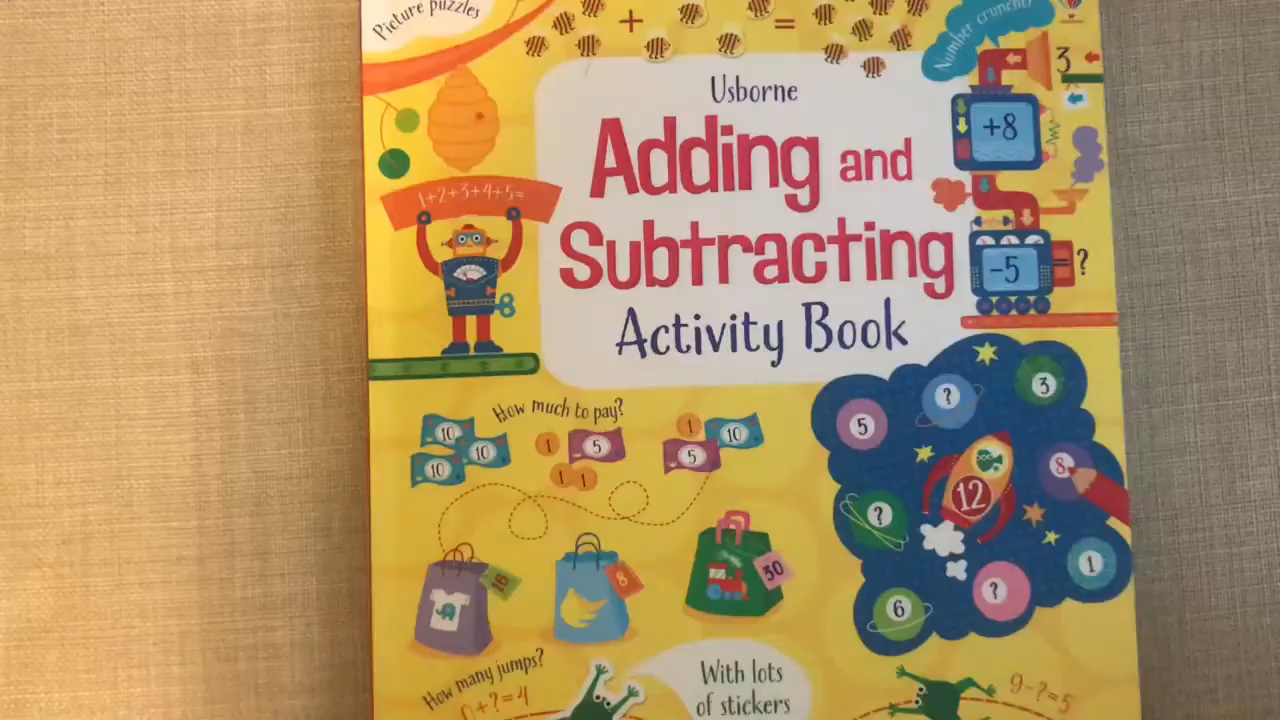 Picture puzzles
+ =
Number cruncher
3
Usborne
Adding and
Subtracting
Activity Book
+8
-5
= ?
1+2+3+4+5=
How much to pay?
10 10 10
1 5 1 1
1 10 5
16
8
30
5
?
3
8
12
?
1
?
6
How many jumps?
0+?=4
With lots
of stickers
9-?=5